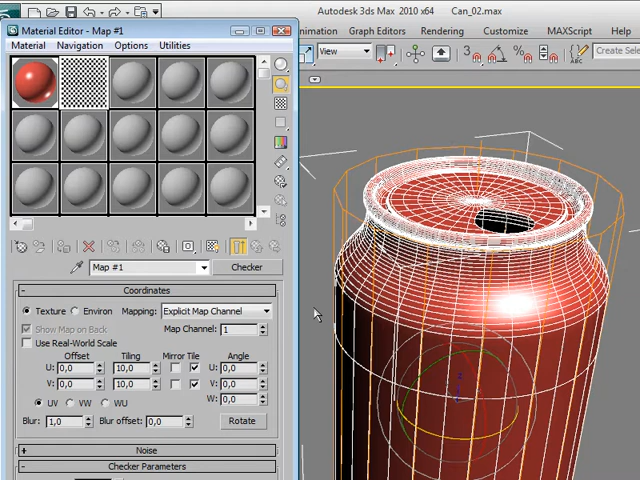 Autodesk 3ds Max 2010 x64 Can_02.max
Material Editor - Map #1
nimation Graph Editors Rendering Customize MAXScript Help
Material Navigation Options Utilities
View
3
%
ABC
Create Selec
Map #1
Checker
Coordinates
Texture Environ Mapping: Explicit Map Channel
Show Map on Back Map Channel: 1
Use Real-World Scale
Offset Tiling Mirror Tile Angle
U: 0,0 10,0 U: 0,0
V: 0,0 10,0 V: 0,0
UV VW WU W: 0,0
Blur: 1,0 Blur offset: 0,0 Rotate
+ Noise
- Checker Parameters